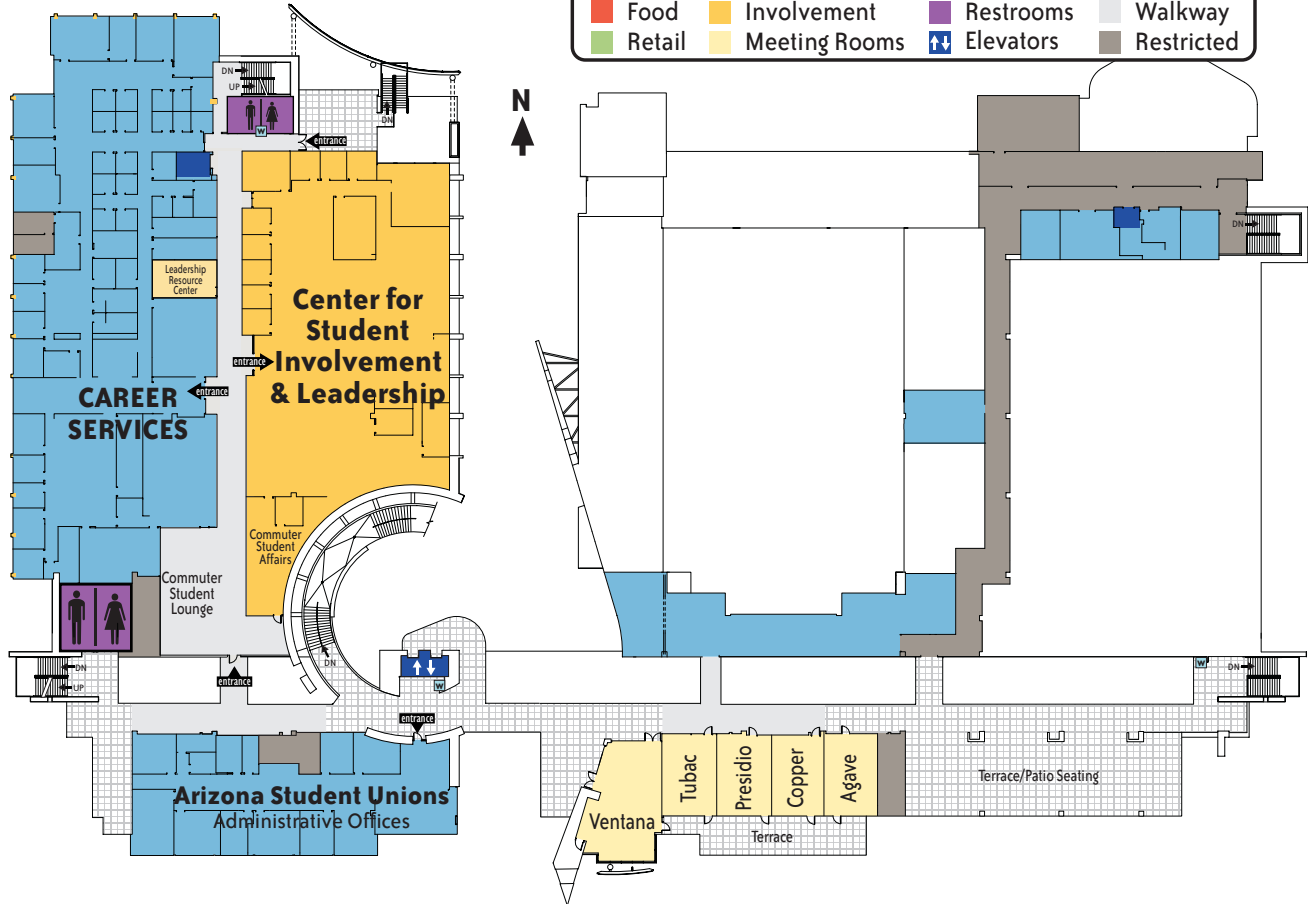 Food Involvement Restrooms Walkway
Retail Meeting Rooms Elevators Restricted
DN
UP
DN
entrance
N
DN
Leadership
Resource
Center
Center for
Student
Involvement
& Leadership
entrance
entrance
CAREER
SERVICES
Commuter
Student
Affairs
Commuter
Student
Lounge
DN
DN
UP
entrance
W
W
W
DN
entrance
Arizona Student Unions
Administrative Offices
Ventana
Tubac
Presidio
Copper
Agave
Terrace
Terrace/Patio Seating